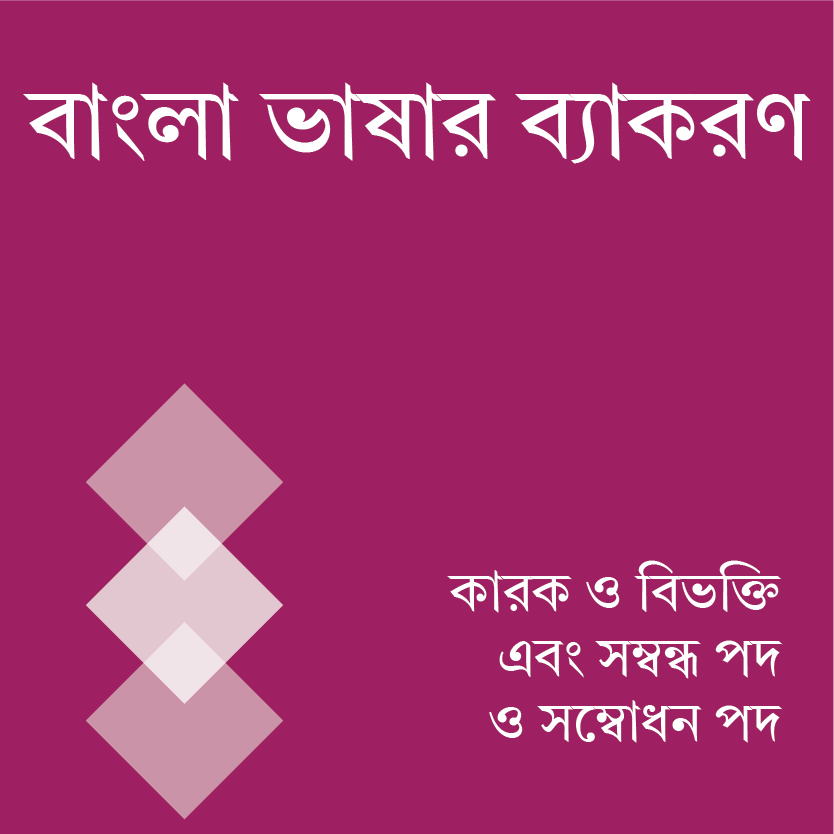 বাংলা ভাষার ব্যাকরণ
কারক ও বিভক্তি
এবং সম্বন্ধ পদ
ও সম্বোধন পদ